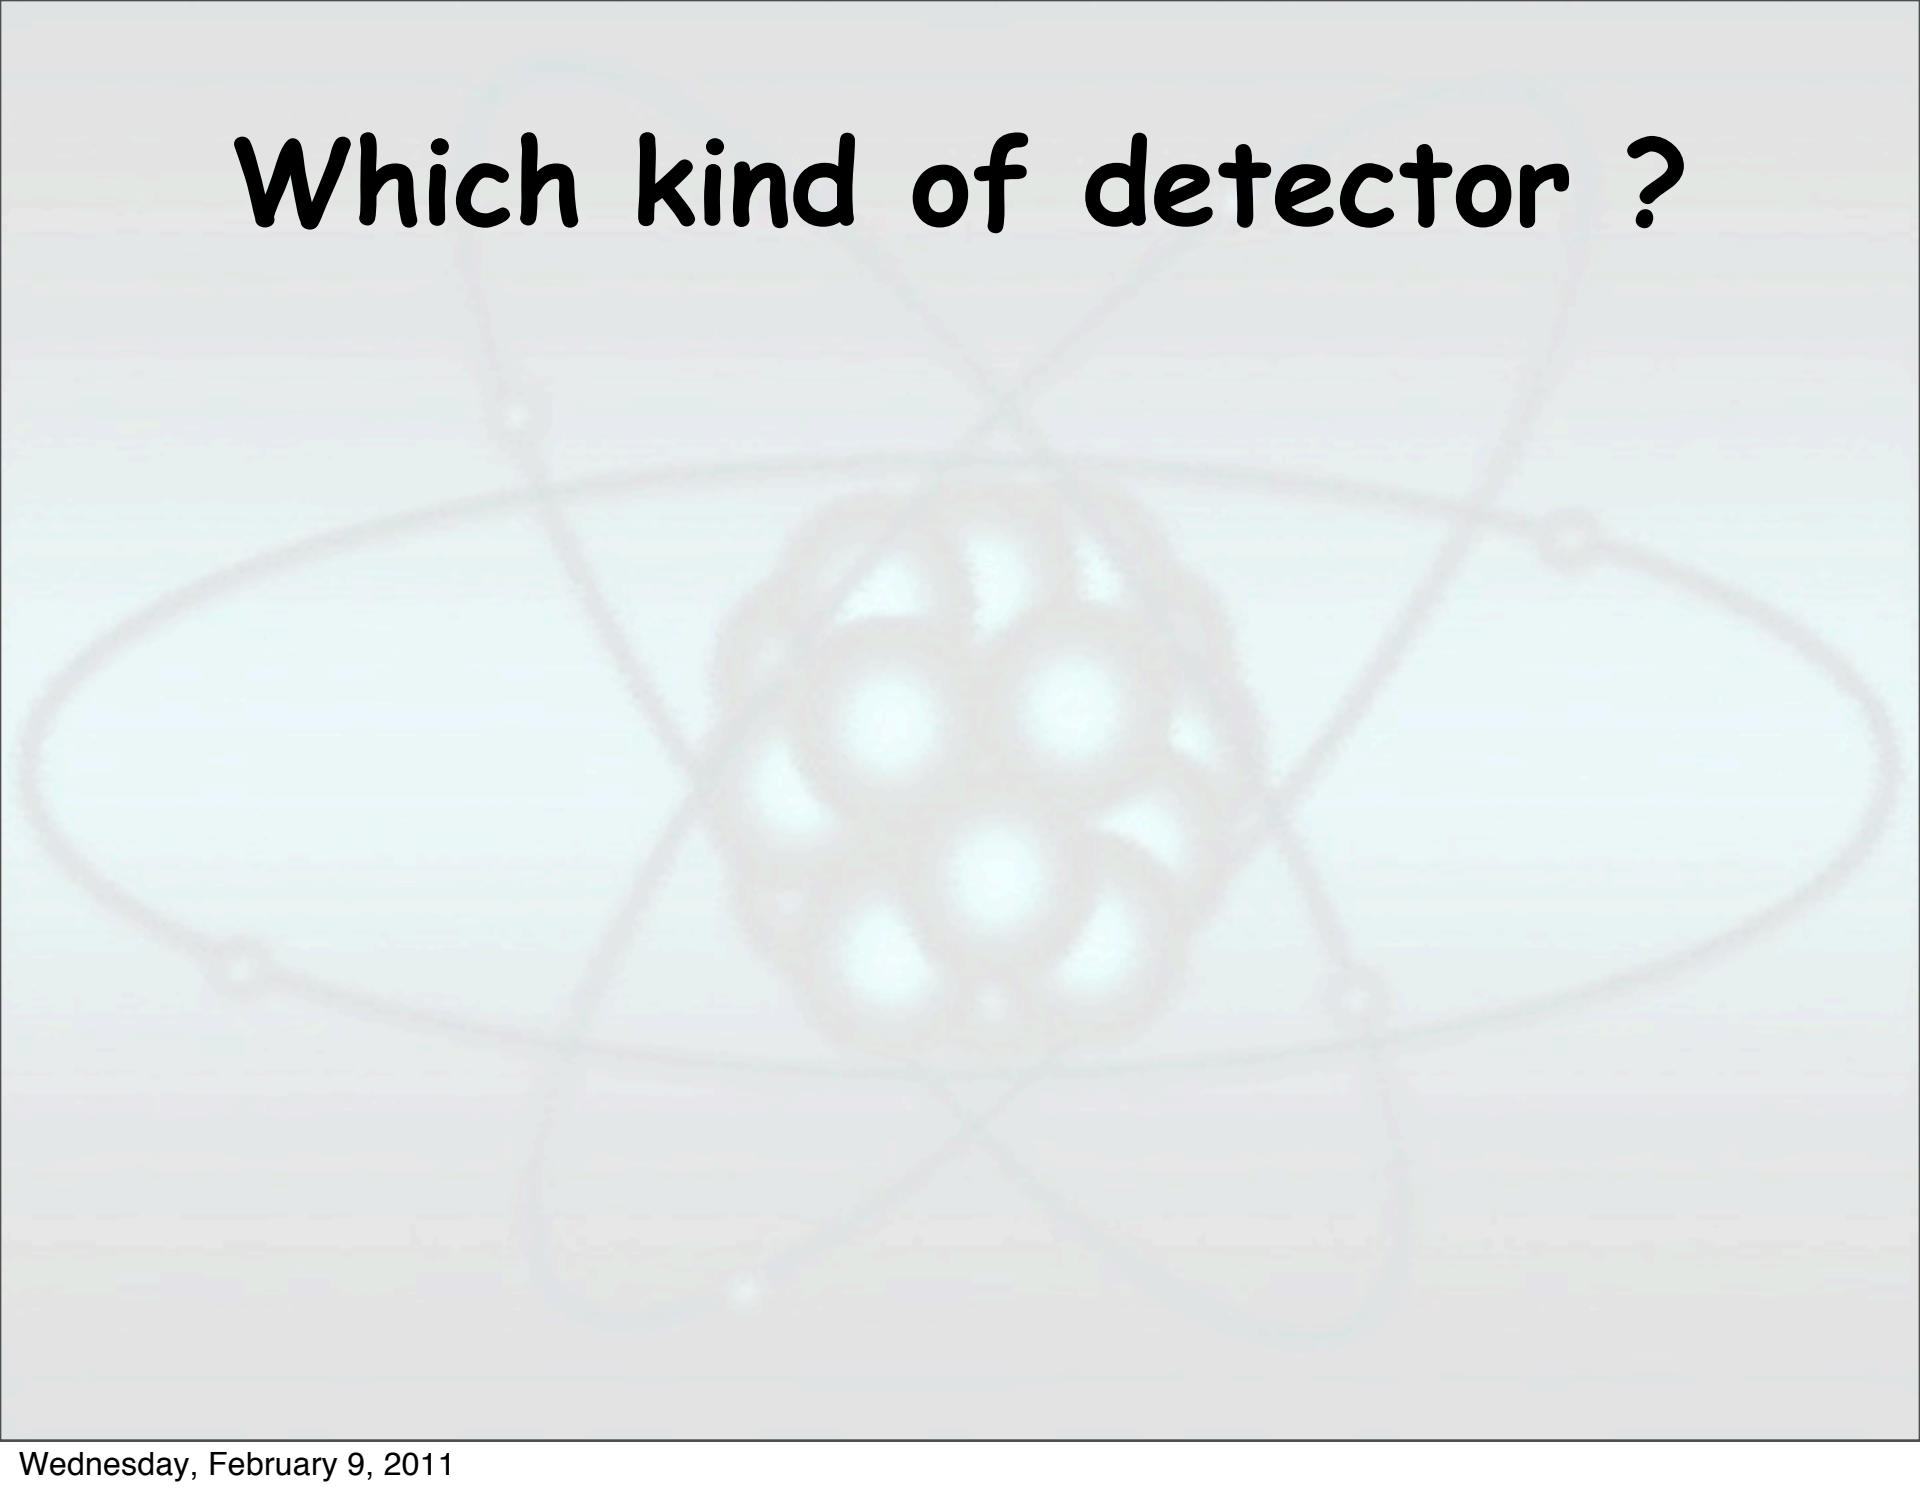 Which kind of detector ?
Wednesday, February 9, 2011